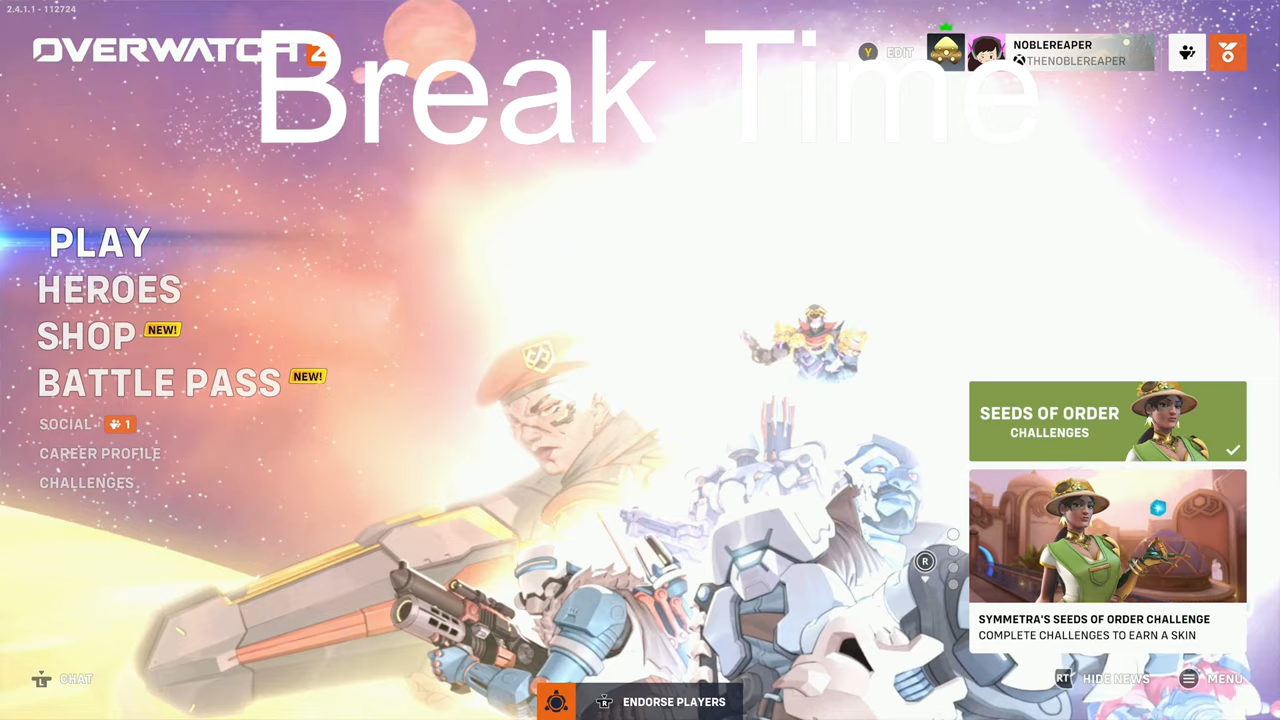 2.4.1.1 - 112724
OVERWATCH 2
Break Time
Y EDIT
NOBLEREAPER
THENOBLEREAPER
PLAY
HEROES
SHOP NEW!
BATTLE PASS NEW!
SOCIAL 1
CAREER PROFILE
CHALLENGES
SEEDS OF ORDER
CHALLENGES
R
SYMMETRA'S SEEDS OF ORDER CHALLENGE
COMPLETE CHALLENGES TO EARN A SKIN
L CHAT
R ENDORSE PLAYERS
RT HIDE NEWS
MENU